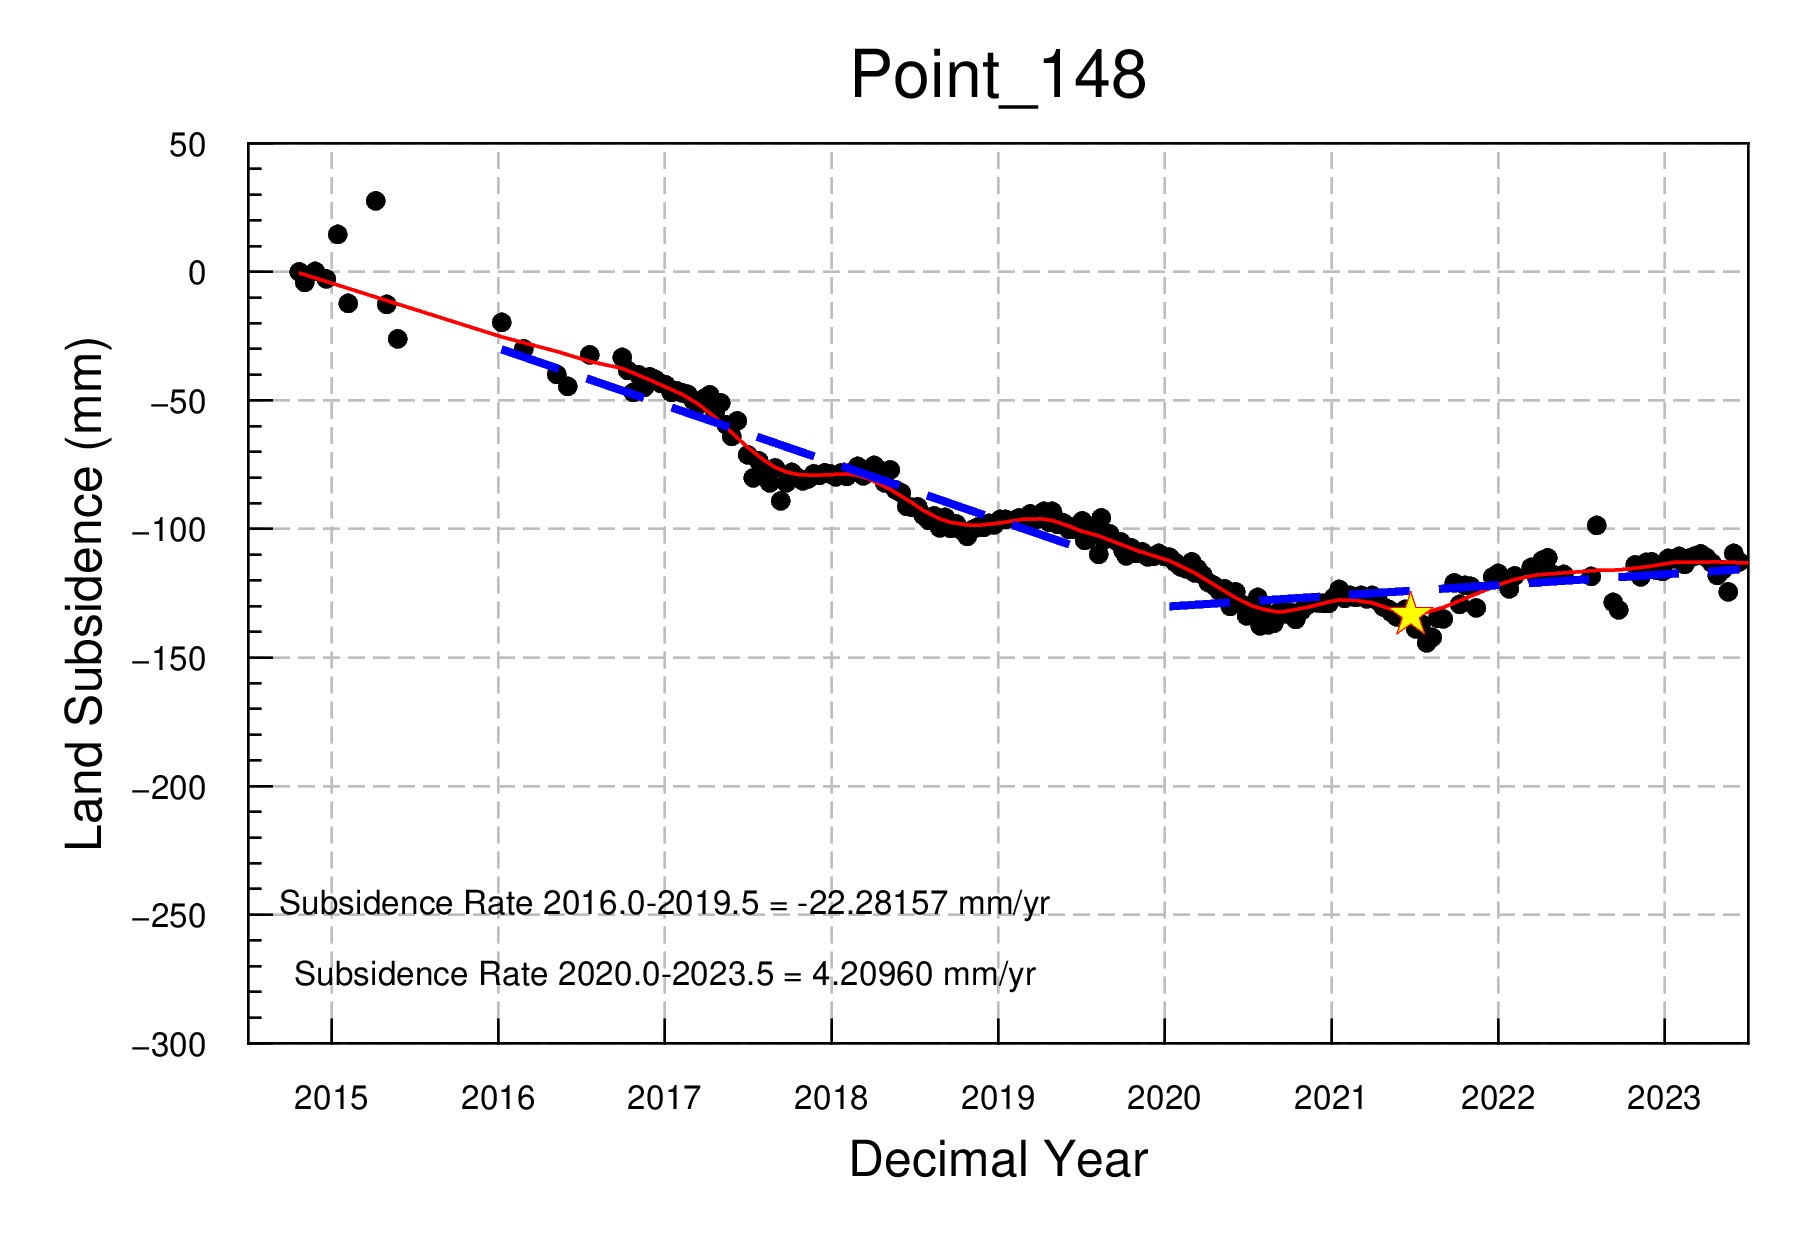 Point_148
50
0
−50
−100
−150
−200
−250
−300
Land Subsidence (mm)
Subsidence Rate 2016.0-2019.5 = -22.28157 mm/yr
Subsidence Rate 2020.0-2023.5 = 4.20960 mm/yr
2015 2016 2017 2018 2019 2020 2021 2022 2023
Decimal Year